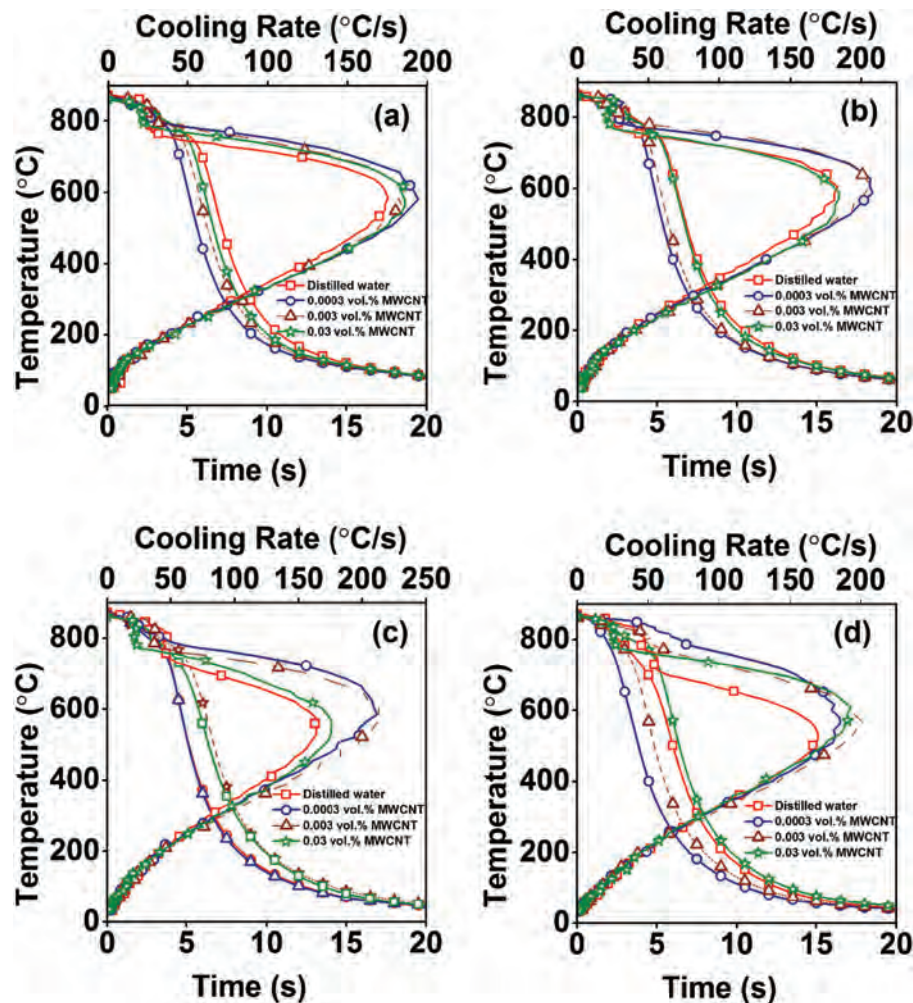 Cooling Rate (°C/s)
0 50 100 150 200
(a)
800
600
400
200
0
Temperature (°C)
Distilled water
0.0003 vol.% MWCNT
0.003 vol.% MWCNT
0.03 vol.% MWCNT
0 5 10 15 20
Time (s)
Cooling Rate (°C/s)
0 50 100 150 200
(b)
800
600
400
200
0
Temperature (°C)
Distilled water
0.0003 vol.% MWCNT
0.003 vol.% MWCNT
0.03 vol.% MWCNT
0 5 10 15 20
Time (s)
Cooling Rate (°C/s)
0 50 100 150 200 250
(c)
800
600
400
200
0
Temperature (°C)
Distilled water
0.0003 vol.% MWCNT
0.003 vol.% MWCNT
0.03 vol.% MWCNT
0 5 10 15 20
Time (s)
Cooling Rate (°C/s)
0 50 100 150 200
(d)
800
600
400
200
0
Temperature (°C)
Distilled water
0.0003 vol.% MWCNT
0.003 vol.% MWCNT
0.03 vol.% MWCNT
0 5 10 15 20
Time (s)